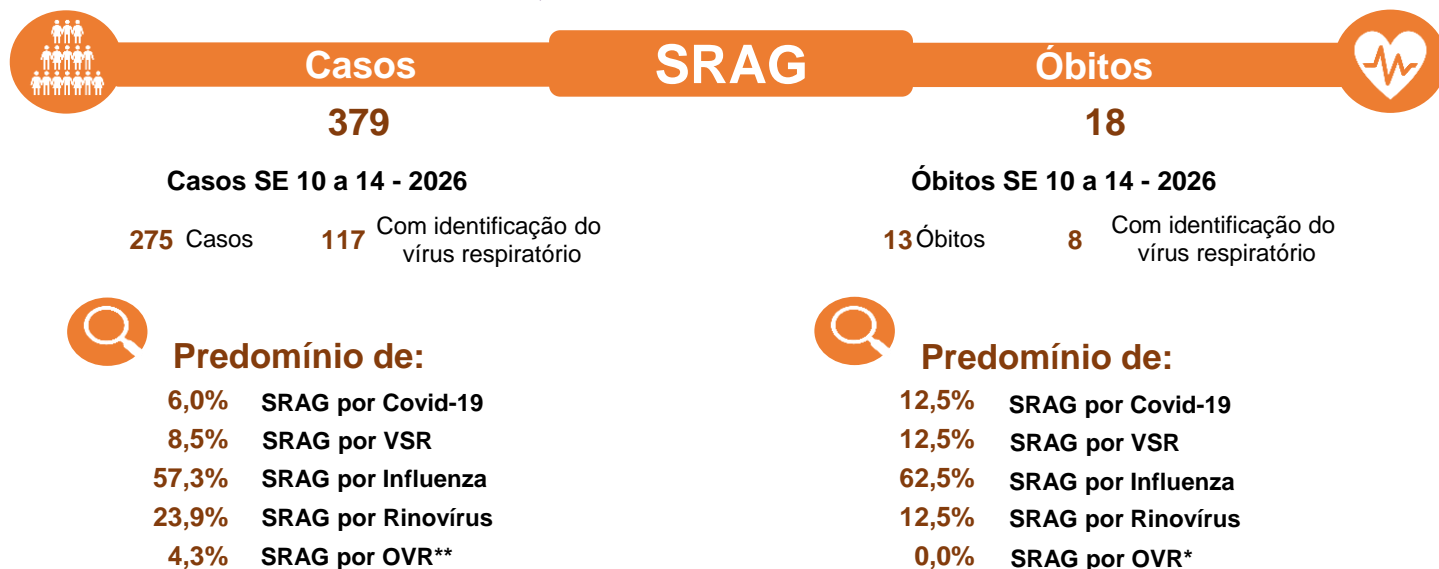 Casos SRAG Óbitos
379
18
Casos SE 10 a 14 - 2026
Óbitos SE 10 a 14 - 2026
275 Casos
117 Com identificação do
vírus respiratório
13 Óbitos
8 Com identificação do
vírus respiratório
Predomínio de:
6,0% SRAG por Covid-19
8,5% SRAG por VSR
57,3% SRAG por Influenza
23,9% SRAG por Rinovírus
4,3% SRAG por OVR**
Predomínio de:
12,5% SRAG por Covid-19
12,5% SRAG por VSR
62,5% SRAG por Influenza
12,5% SRAG por Rinovírus
0,0% SRAG por OVR*